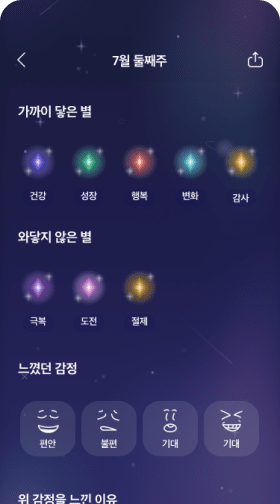 7월 둘째주
가까이 닿은 별
건강 성장 행복 변화 감사
와닿지 않은 별
극복 도전 절제
느꼈던 감정
편안 불편 기대 기대
위 감정을 느낀 이유